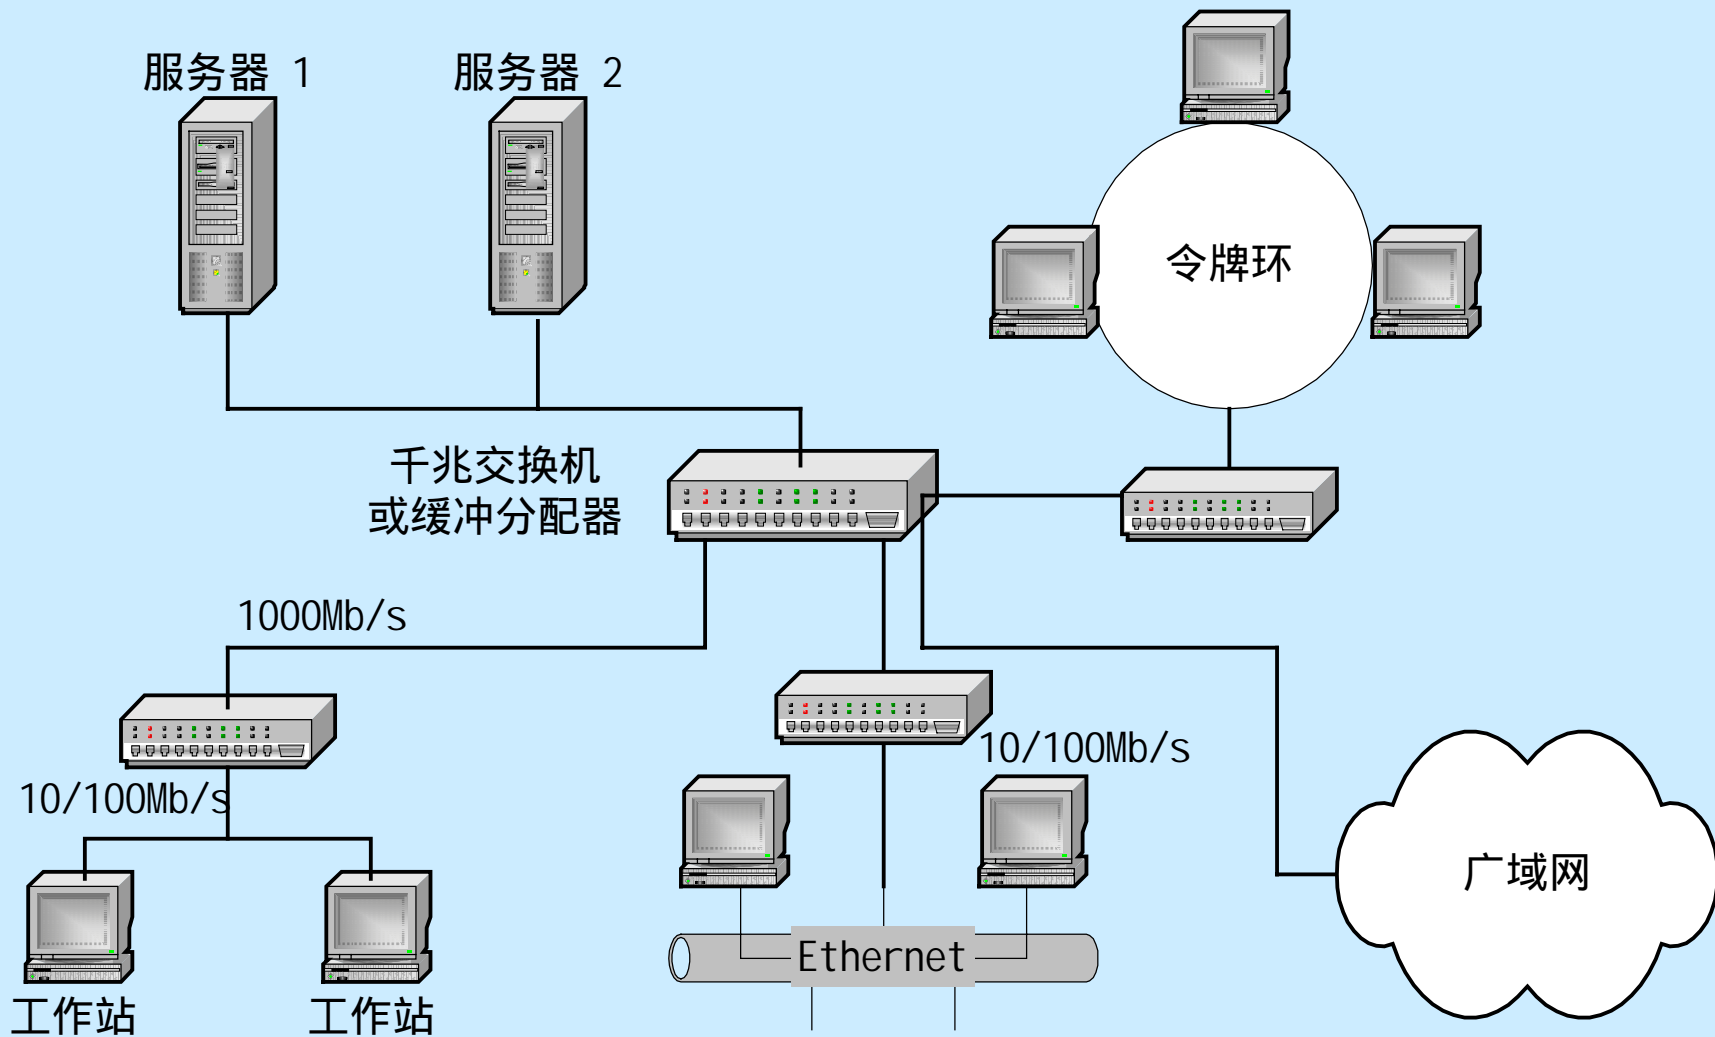 服务器 1
服务器 2
令牌环
千兆交换机
或缓冲分配器
1000Mb/s
10/100Mb/s
10/100Mb/s
广域网
Ethernet
工作站
工作站